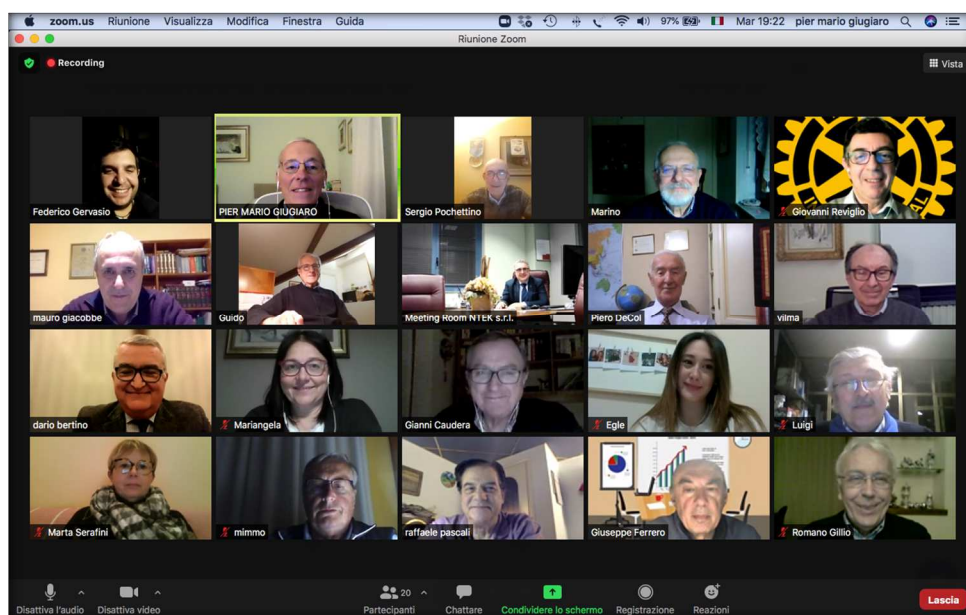 zoom.us Riunione Visualizza Modifica Finestra Guida 97% Mar 19:22 pier mario giugiaro
Riunione Zoom
Recording
Vista
Federico Gervasio
PIER MARIO GIUGIARO
Sergio Pochettino
Marino
Giovanni Reviglio
mauro giacobbe
Guido
Meeting Room NTEK s.r.l.
Piero DeCol
vilma
dario bertino
Mariangela
Gianni Caudera
Egle
Luigi
Marta Serafini
mimmo
raffaele pascali
Giuseppe Ferrero
Romano Gillio
20
Disattiva l'audio Disattiva video Partecipanti Chattare Condividere lo schermo Registrazione Reazioni Lascia